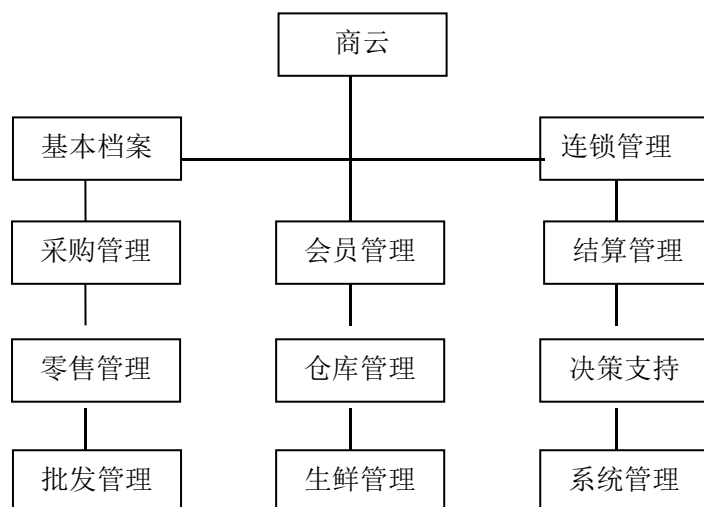 商云
基本档案
连锁管理
采购管理
会员管理
结算管理
零售管理
仓库管理
决策支持
批发管理
生鲜管理
系统管理